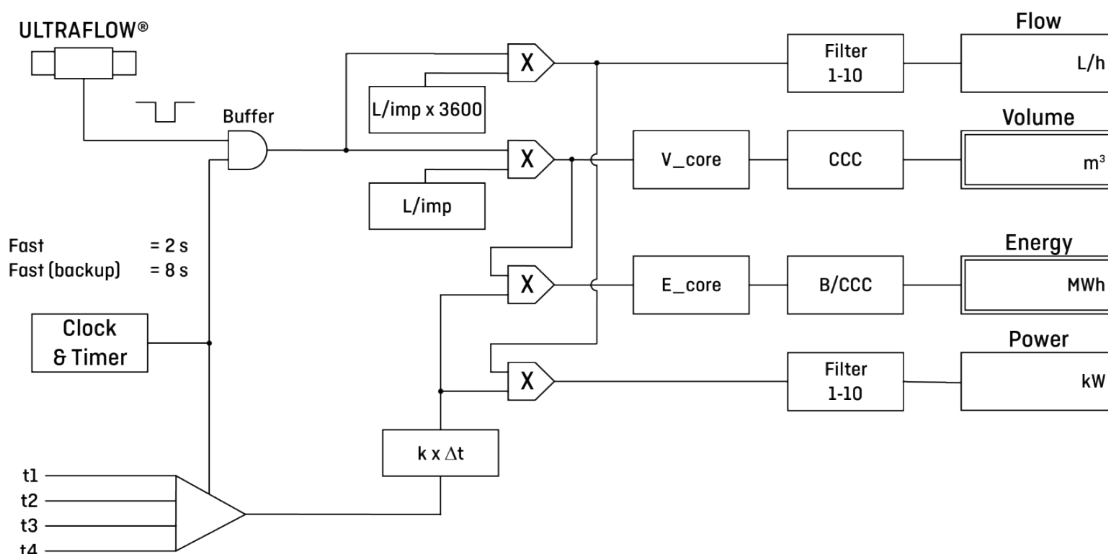 ULTRAFLOW®
Buffer
X
L/imp x 3600
Filter
1-10
Flow
L/h
X
L/imp
V_core
CCC
Volume
m³
Fast = 2 s
Fast (backup) = 8 s
X
E_core
B/CCC
Energy
MWh
Clock
& Timer
X
Filter
1-10
Power
kW
k x Δt
t1
t2
t3
t4